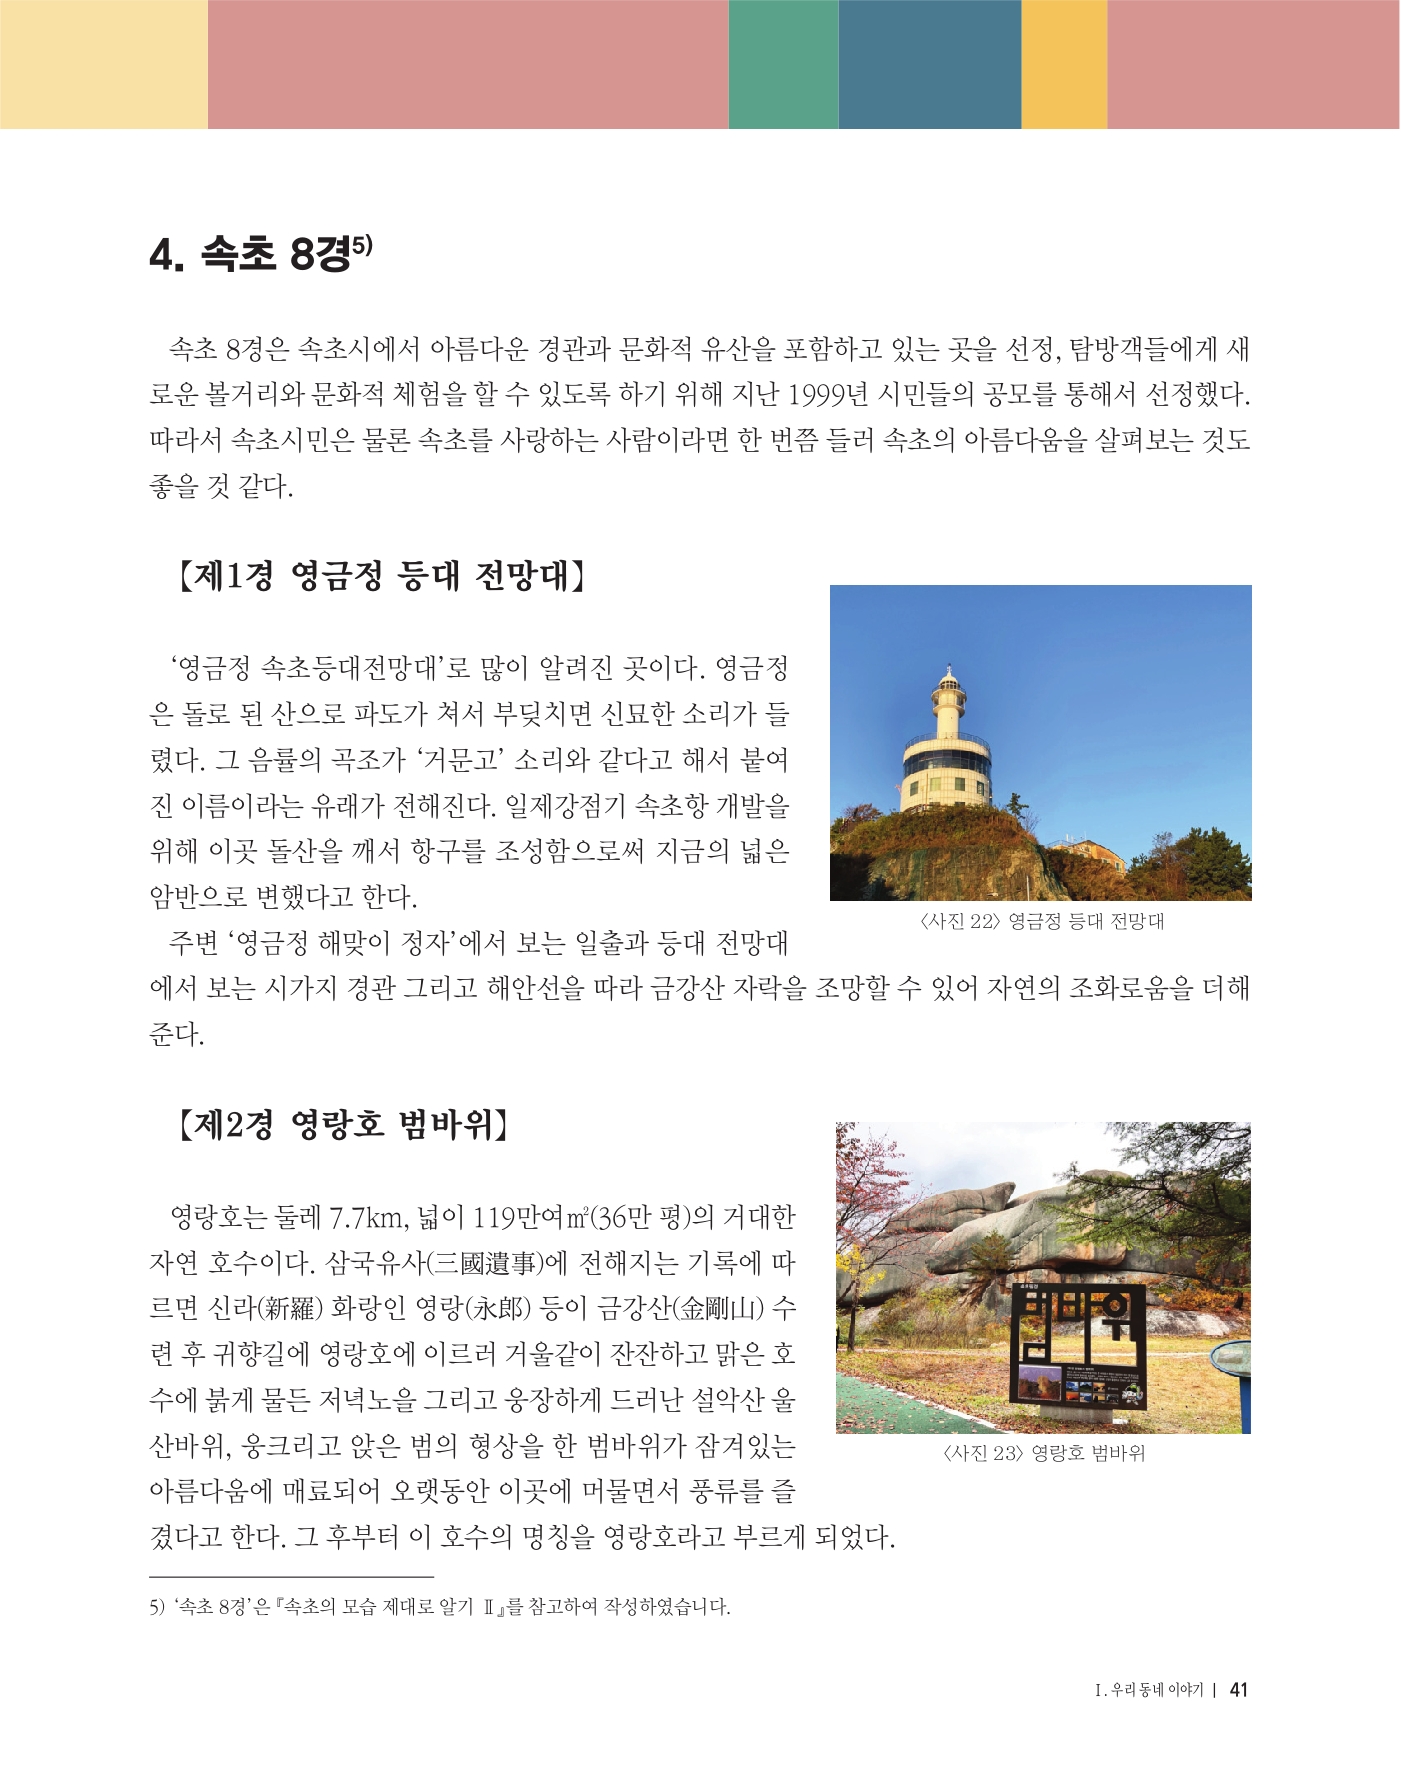 4. 속초 8경5)
속초 8경은 속초시에서 아름다운 경관과 문화적 유산을 포함하고 있는 곳을 선정, 탐방객들에게 새
로운 볼거리와 문화적 체험을 할 수 있도록 하기 위해 지난 1999년 시민들의 공모를 통해서 선정했다.
따라서 속초시민은 물론 속초를 사랑하는 사람이라면 한 번쯤 들러 속초의 아름다움을 살펴보는 것도
좋을 것 같다.
【제1경 영금정 등대 전망대】
‘영금정 속초등대전망대’로 많이 알려진 곳이다. 영금정
은 돌로 된 산으로 파도가 쳐서 부딪치면 신묘한 소리가 들
렸다. 그 음률의 곡조가 ‘거문고’ 소리와 같다고 해서 붙여
진 이름이라는 유래가 전해진다. 일제강점기 속초항 개발을
위해 이곳 돌산을 깨서 항구를 조성함으로써 지금의 넓은
암반으로 변했다고 한다.
〈사진 22〉 영금정 등대 전망대
주변 ‘영금정 해맞이 정자’에서 보는 일출과 등대 전망대
에서 보는 시가지 경관 그리고 해안선을 따라 금강산 자락을 조망할 수 있어 자연의 조화로움을 더해
준다.
【제2경 영랑호 범바위】
영랑호는 둘레 7.7km, 넓이 119만여㎡(36만 평)의 거대한
자연 호수이다. 삼국유사(三國遺事)에 전해지는 기록에 따
르면 신라(新羅) 화랑인 영랑(永郎) 등이 금강산(金剛山) 수
련 후 귀향길에 영랑호에 이르러 거울같이 잔잔하고 맑은 호
수에 붉게 물든 저녁노을 그리고 웅장하게 드러난 설악산 울
산바위, 웅크리고 앉은 범의 형상을 한 범바위가 잠겨있는
아름다움에 매료되어 오랫동안 이곳에 머물면서 풍류를 즐
겼다고 한다. 그 후부터 이 호수의 명칭을 영랑호라고 부르게 되었다.
범바위
〈사진 23〉 영랑호 범바위
5) ‘속초 8경’은 『속초의 모습 제대로 알기 Ⅱ』를 참고하여 작성하였습니다.
Ⅰ. 우리 동네 이야기 | 41